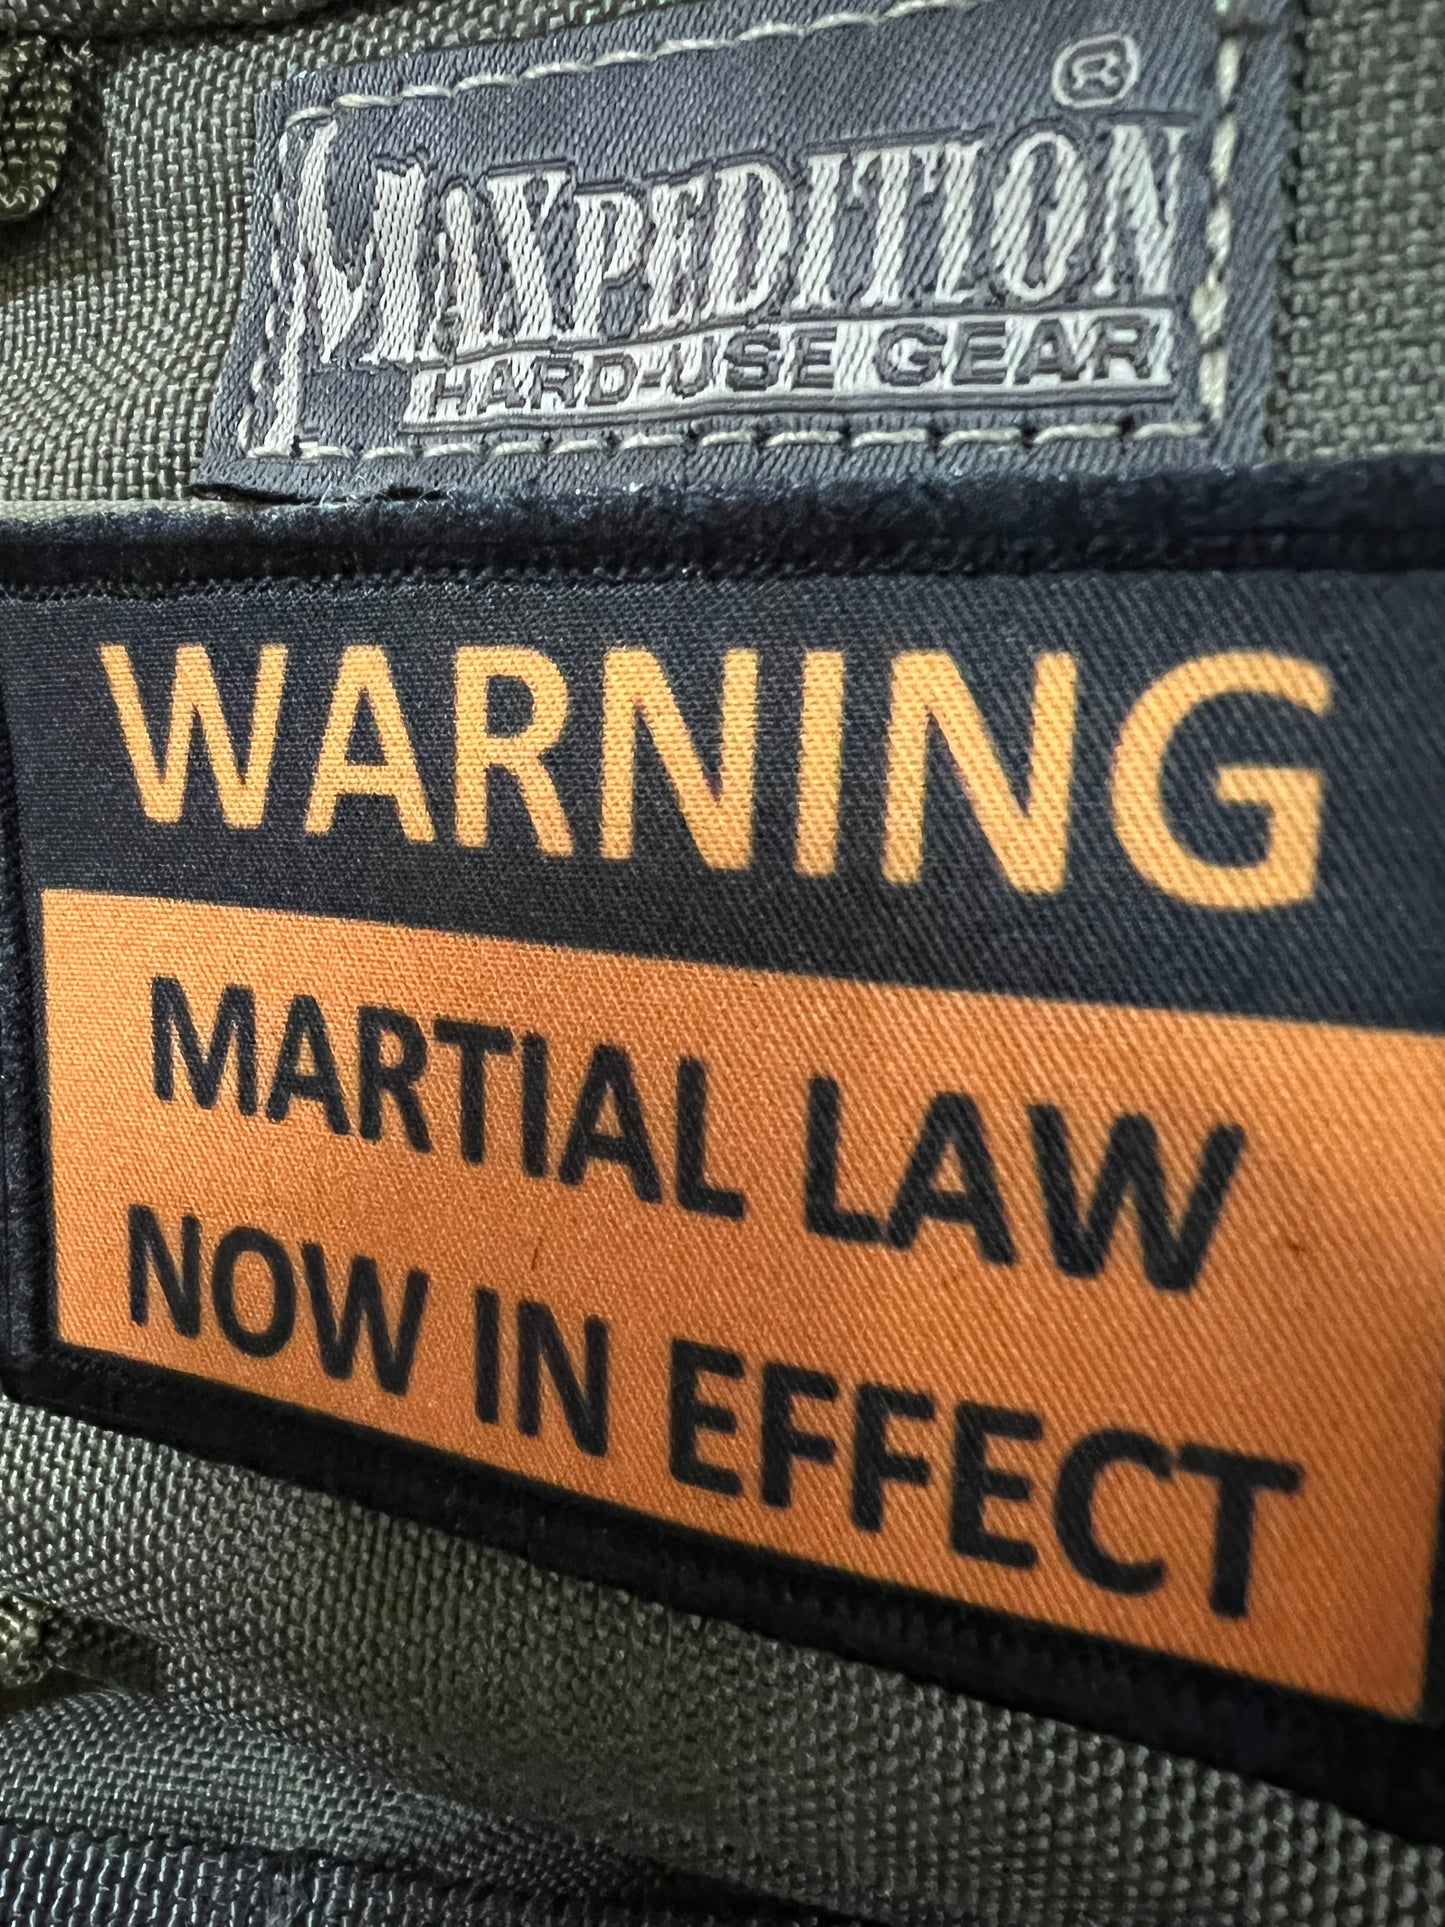 MAXPEDITION®
HARD-USE GEAR
WARNING
MARTIAL LAW
NOW IN EFFECT